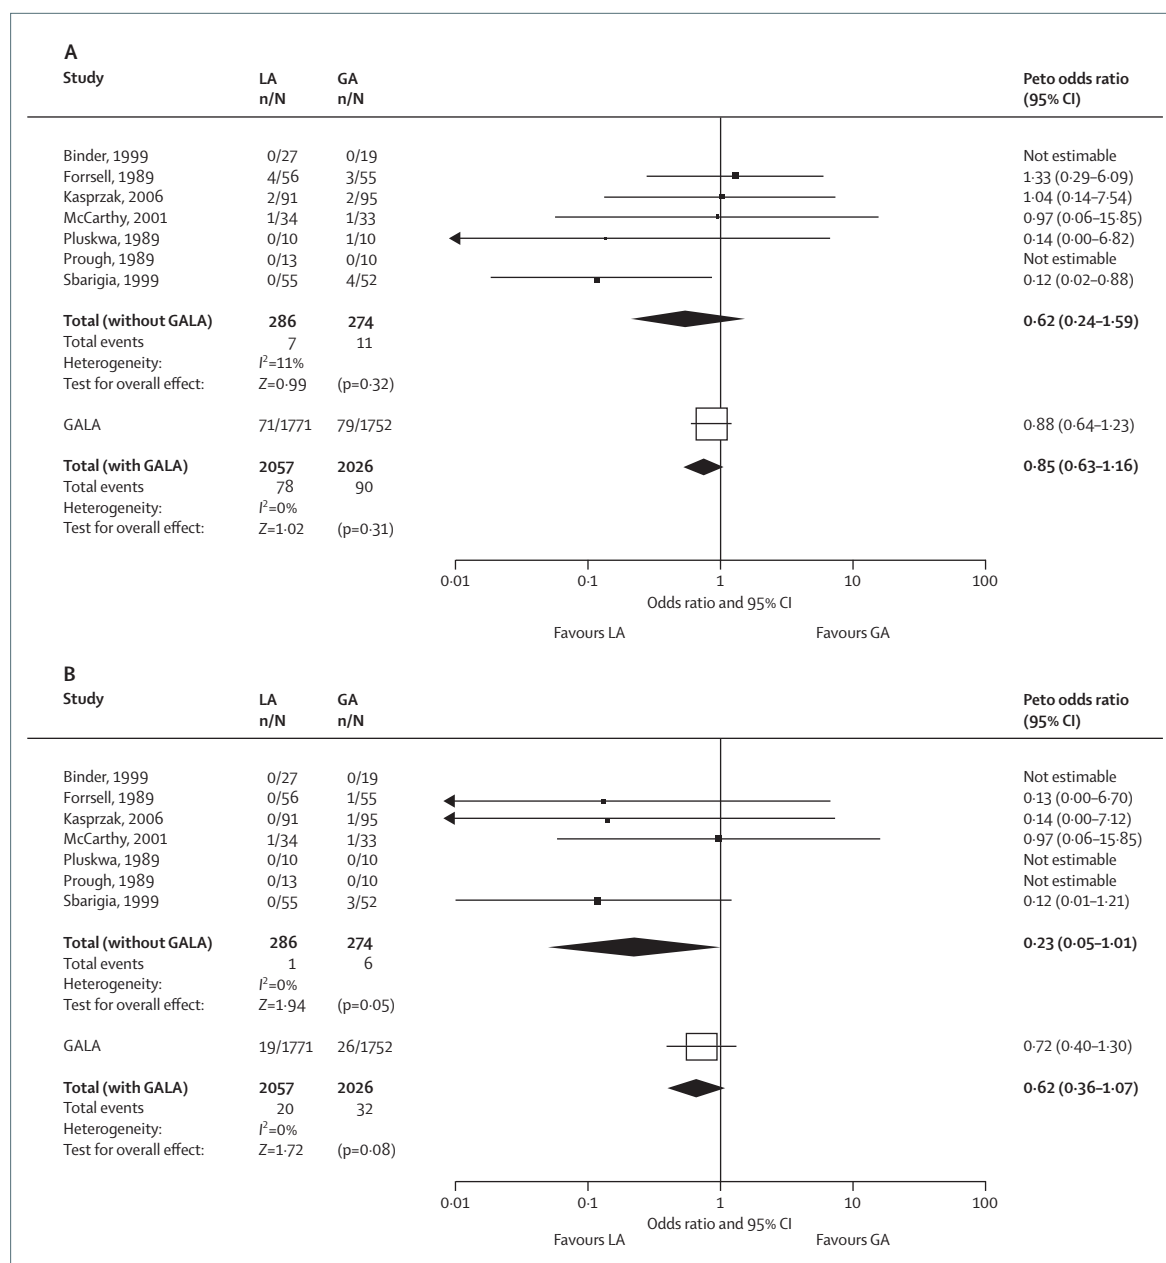 A
Study LA GA Peto odds ratio
n/N n/N (95% CI)
Binder, 1999 0/27 0/19 Not estimable
Forrsell, 1989 4/56 3/55 1·33 (0·29–6·09)
Kasprzak, 2006 2/91 2/95 1·04 (0·14–7·54)
McCarthy, 2001 1/34 1/33 0·97 (0·06–15·85)
Pluskwa, 1989 0/10 1/10 0·14 (0·00–6·82)
Prough, 1989 0/13 0/10 Not estimable
Sbarigia, 1999 0/55 4/52 0·12 (0·02–0·88)
Total (without GALA) 286 274 0·62 (0·24–1·59)
Total events 7 11
Heterogeneity: I²=11%
Test for overall effect: Z=0·99 (p=0·32)
GALA 71/1771 79/1752 0·88 (0·64–1·23)
Total (with GALA) 2057 2026 0·85 (0·63–1·16)
Total events 78 90
Heterogeneity: I²=0%
Test for overall effect: Z=1·02 (p=0·31)
0·01 0·1 1 10 100
Odds ratio and 95% CI
Favours LA Favours GA
B
Study LA GA Peto odds ratio
n/N n/N (95% CI)
Binder, 1999 0/27 0/19 Not estimable
Forrsell, 1989 0/56 1/55 0·13 (0·00–6·70)
Kasprzak, 2006 0/91 1/95 0·14 (0·00–7·12)
McCarthy, 2001 1/34 1/33 0·97 (0·06–15·85)
Pluskwa, 1989 0/10 0/10 Not estimable
Prough, 1989 0/13 0/10 Not estimable
Sbarigia, 1999 0/55 3/52 0·12 (0·01–1·21)
Total (without GALA) 286 274 0·23 (0·05–1·01)
Total events 1 6
Heterogeneity: I²=0%
Test for overall effect: Z=1·94 (p=0·05)
GALA 19/1771 26/1752 0·72 (0·40–1·30)
Total (with GALA) 2057 2026 0·62 (0·36–1·07)
Total events 20 32
Heterogeneity: I²=0%
Test for overall effect: Z=1·72 (p=0·08)
0·01 0·1 1 10 100
Odds ratio and 95% CI
Favours LA Favours GA